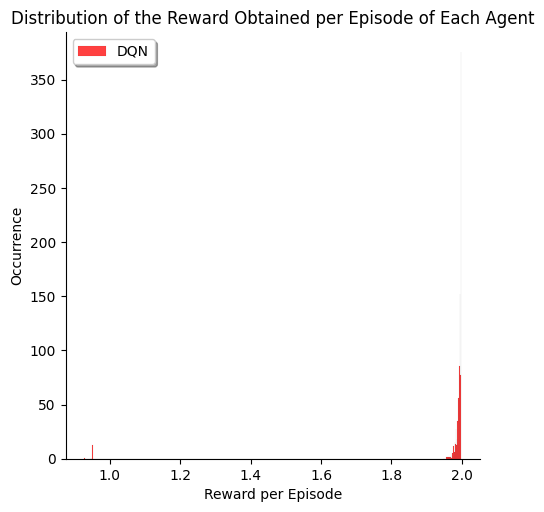 Distribution of the Reward Obtained per Episode of Each Agent
DQN
350
300
250
200
150
100
50
0
Occurrence
1.0 1.2 1.4 1.6 1.8 2.0
Reward per Episode